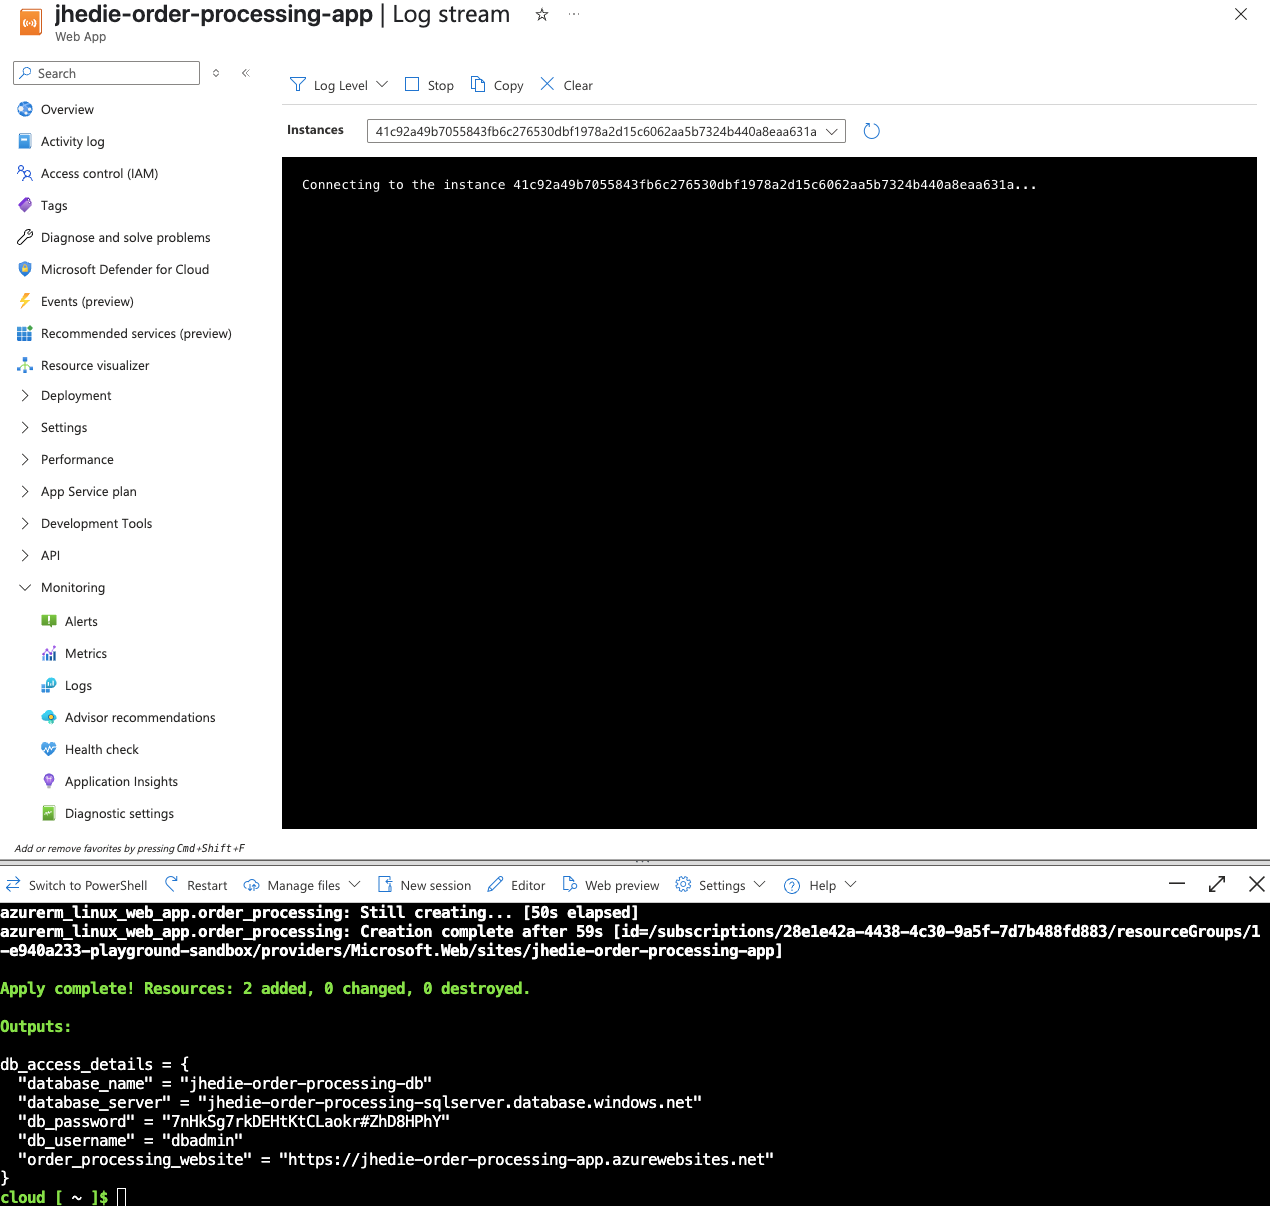 jhedie-order-processing-app | Log stream
Web App
Search
Overview
Activity log
Access control (IAM)
Tags
Diagnose and solve problems
Microsoft Defender for Cloud
Events (preview)
Recommended services (preview)
Resource visualizer
Deployment
Settings
Performance
App Service plan
Development Tools
API
Monitoring
Alerts
Metrics
Logs
Advisor recommendations
Health check
Application Insights
Diagnostic settings
Add or remove favorites by pressing Cmd+Shift+F
Log Level Stop Copy Clear
Instances 41c92a49b7055843fb6c276530dbf1978a2d15c6062aa5b7324b440a8eaa631a
Connecting to the instance 41c92a49b7055843fb6c276530dbf1978a2d15c6062aa5b7324b440a8eaa631a...
Switch to PowerShell Restart Manage files New session Editor Web preview Settings Help
azurerm_linux_web_app.order_processing: Still creating... [50s elapsed]
azurerm_linux_web_app.order_processing: Creation complete after 59s [id=/subscriptions/28e1e42a-4438-4c30-9a5f-7d7b488fd883/resourceGroups/1
-e940a233-playground-sandbox/providers/Microsoft.Web/sites/jhedie-order-processing-app]
Apply complete! Resources: 2 added, 0 changed, 0 destroyed.
Outputs:
db_access_details = {
"database_name" = "jhedie-order-processing-db"
"database_server" = "jhedie-order-processing-sqlserver.database.windows.net"
"db_password" = "7nHkSg7rkDEHtKtCLaokr#ZhD8HPhY"
"db_username" = "dbadmin"
"order_processing_website" = "https://jhedie-order-processing-app.azurewebsites.net"
}
cloud [ ~ ]$